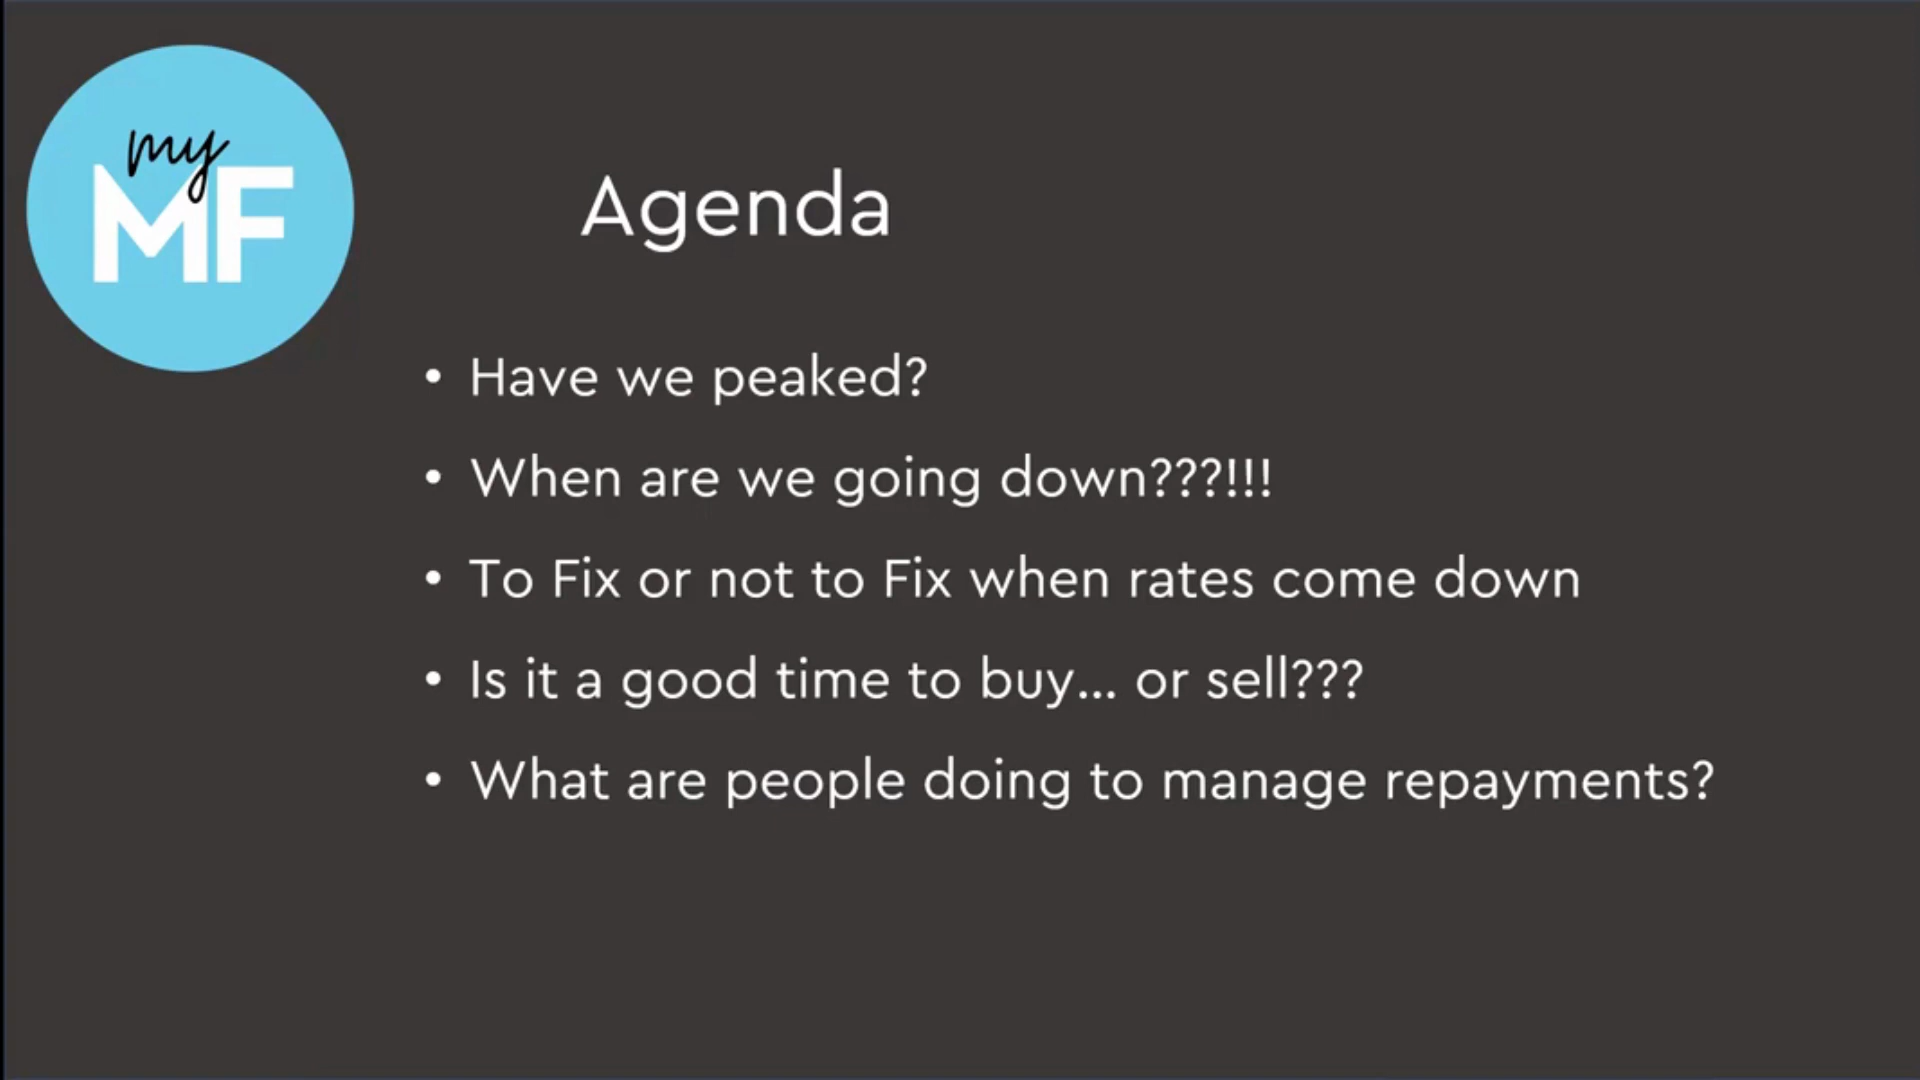 my
MF
Agenda
• Have we peaked?
• When are we going down???!!!
• To Fix or not to Fix when rates come down
• Is it a good time to buy... or sell???
• What are people doing to manage repayments?